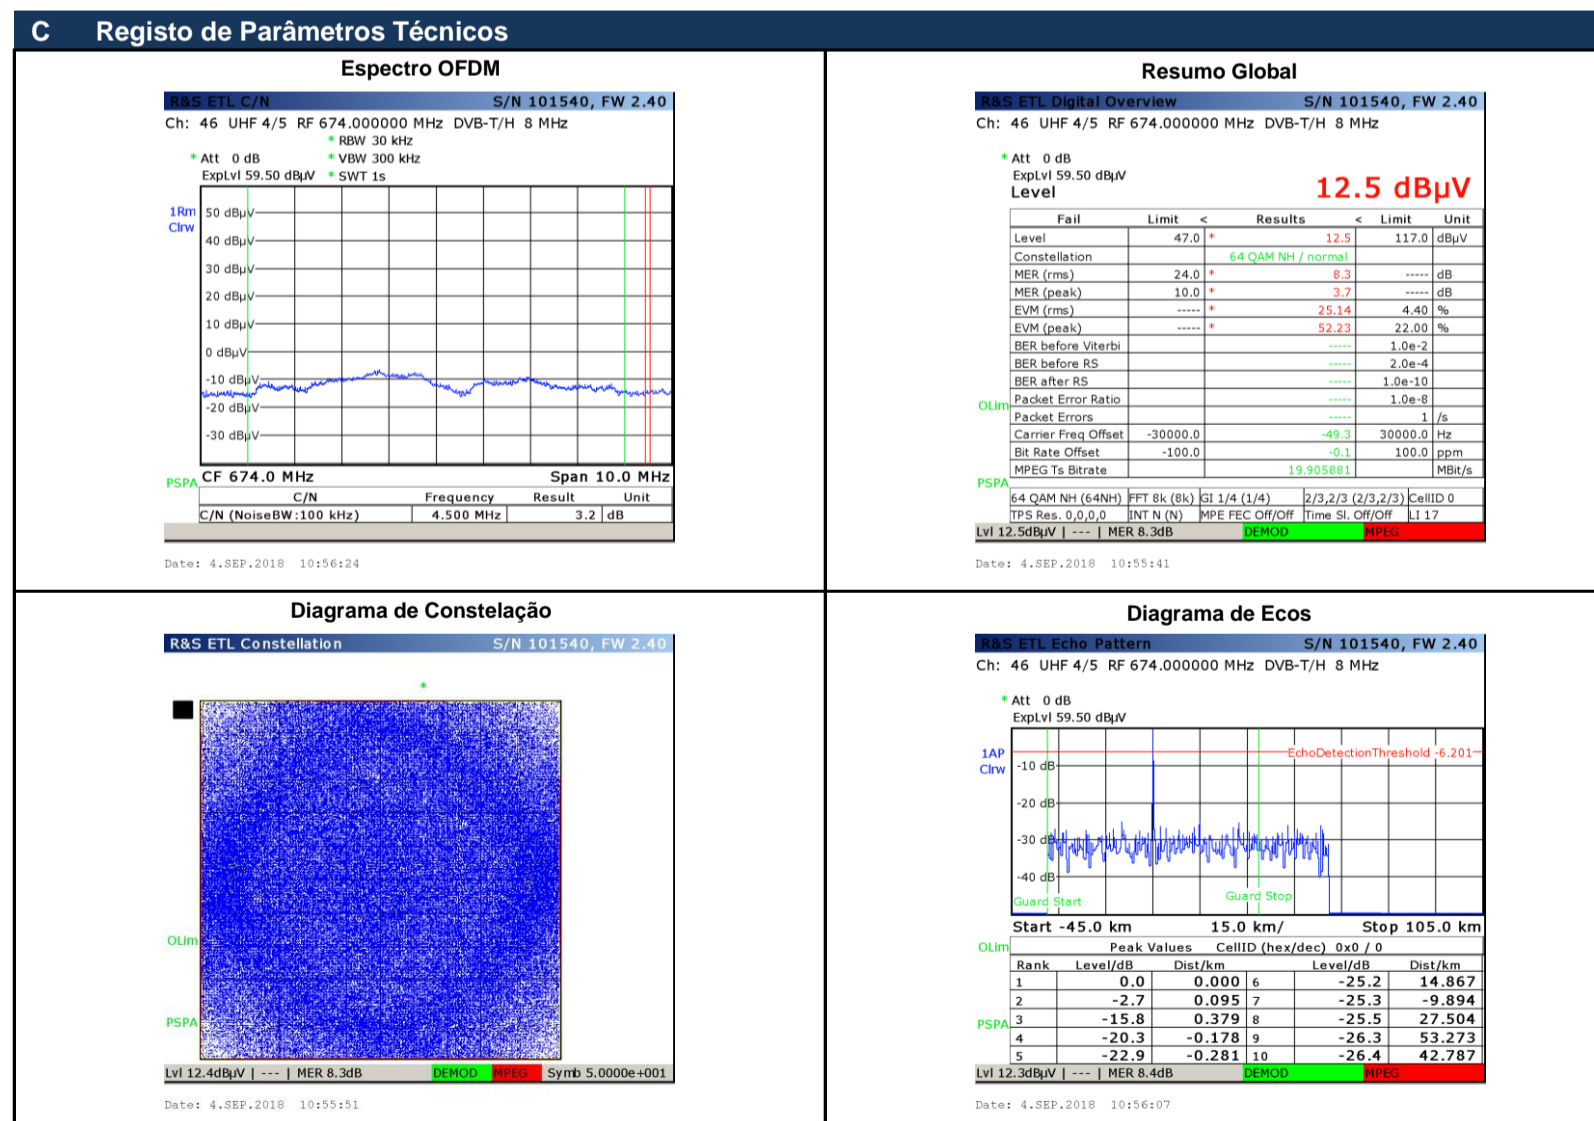 C Registo de Parâmetros Técnicos
Espectro OFDM
R&S ETL C/N S/N 101540, FW 2.40
Ch: 46 UHF 4/5 RF 674.000000 MHz DVB-T/H 8 MHz
* RBW 30 kHz
* Att 0 dB * VBW 300 kHz
ExpLvl 59.50 dBµV * SWT 1s
1Rm
Clrw
50 dBµV
40 dBµV
30 dBµV
20 dBµV
10 dBµV
0 dBµV
-10 dBµV
-20 dBµV
-30 dBµV
PSPA
CF 674.0 MHz Span 10.0 MHz
C/N Frequency Result Unit
C/N (NoiseBW:100 kHz) 4.500 MHz 3.2 dB
Date: 4.SEP.2018 10:56:24
Resumo Global
R&S ETL Digital Overview S/N 101540, FW 2.40
Ch: 46 UHF 4/5 RF 674.000000 MHz DVB-T/H 8 MHz
* Att 0 dB
ExpLvl 59.50 dBµV
Level 12.5 dBµV
Fail Limit < Results < Limit Unit
Level 47.0 * 12.5 117.0 dBµV
Constellation 64 QAM NH / normal
MER (rms) 24.0 * 8.3 ----- dB
MER (peak) 10.0 * 3.7 ----- dB
EVM (rms) ----- * 25.14 4.40 %
EVM (peak) ----- * 52.23 22.00 %
BER before Viterbi ----- 1.0e-2
BER before RS ----- 2.0e-4
BER after RS ----- 1.0e-10
Packet Error Ratio ----- 1.0e-8
OLim
Packet Errors ----- 1 /s
Carrier Freq Offset -30000.0 -49.3 30000.0 Hz
Bit Rate Offset -100.0 -0.1 100.0 ppm
MPEG Ts Bitrate 19.905881 MBit/s
PSPA
64 QAM NH (64NH) FFT 8k (8k) GI 1/4 (1/4) 2/3,2/3 (2/3,2/3) CellID 0
TPS Res. 0,0,0,0 INT N (N) MPE FEC Off/Off Time Sl. Off/Off LI 17
Lvl 12.5dBµV | --- | MER 8.3dB DEMOD MPEG
Date: 4.SEP.2018 10:55:41
Diagrama de Constelação
R&S ETL Constellation S/N 101540, FW 2.40
*
OLim
PSPA
Lvl 12.4dBµV | --- | MER 8.3dB DEMOD MPEG Symb 5.0000e+001
Date: 4.SEP.2018 10:55:51
Diagrama de Ecos
R&S ETL Echo Pattern S/N 101540, FW 2.40
Ch: 46 UHF 4/5 RF 674.000000 MHz DVB-T/H 8 MHz
* Att 0 dB
ExpLvl 59.50 dBµV
1AP
Clrw
EchoDetectionThreshold -6.201
-10 dB
-20 dB
-30 dB
-40 dB
Guard Start Guard Stop
Start -45.0 km 15.0 km/ Stop 105.0 km
OLim
Peak Values CellID (hex/dec) 0x0 / 0
Rank Level/dB Dist/km Level/dB Dist/km
1 0.0 0.000 6 -25.2 14.867
2 -2.7 0.095 7 -25.3 -9.894
3 -15.8 0.379 8 -25.5 27.504
PSPA
4 -20.3 -0.178 9 -26.3 53.273
5 -22.9 -0.281 10 -26.4 42.787
Lvl 12.3dBµV | --- | MER 8.4dB DEMOD MPEG
Date: 4.SEP.2018 10:56:07